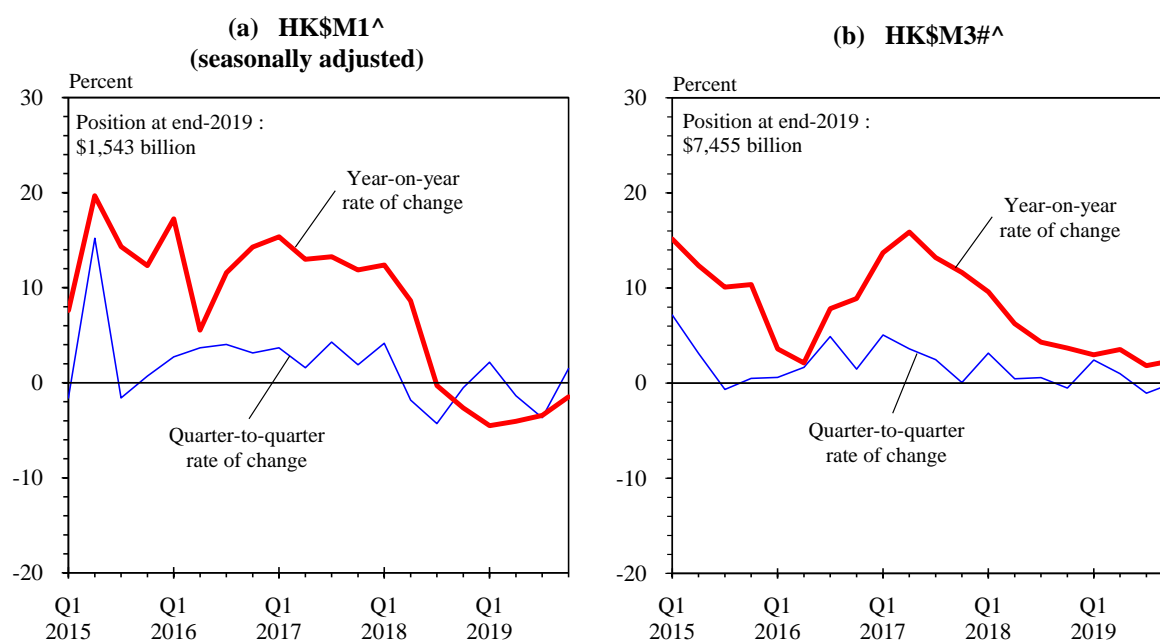 (a) HK$M1^
(seasonally adjusted)
Percent
30
20
10
0
-10
-20
Position at end-2019 :
$1,543 billion
Year-on-year
rate of change
Quarter-to-quarter
rate of change
Q1
2015
Q1
2016
Q1
2017
Q1
2018
Q1
2019
(b) HK$M3#^
Percent
30
20
10
0
-10
-20
Position at end-2019 :
$7,455 billion
Year-on-year
rate of change
Quarter-to-quarter
rate of change
Q1
2015
Q1
2016
Q1
2017
Q1
2018
Q1
2019